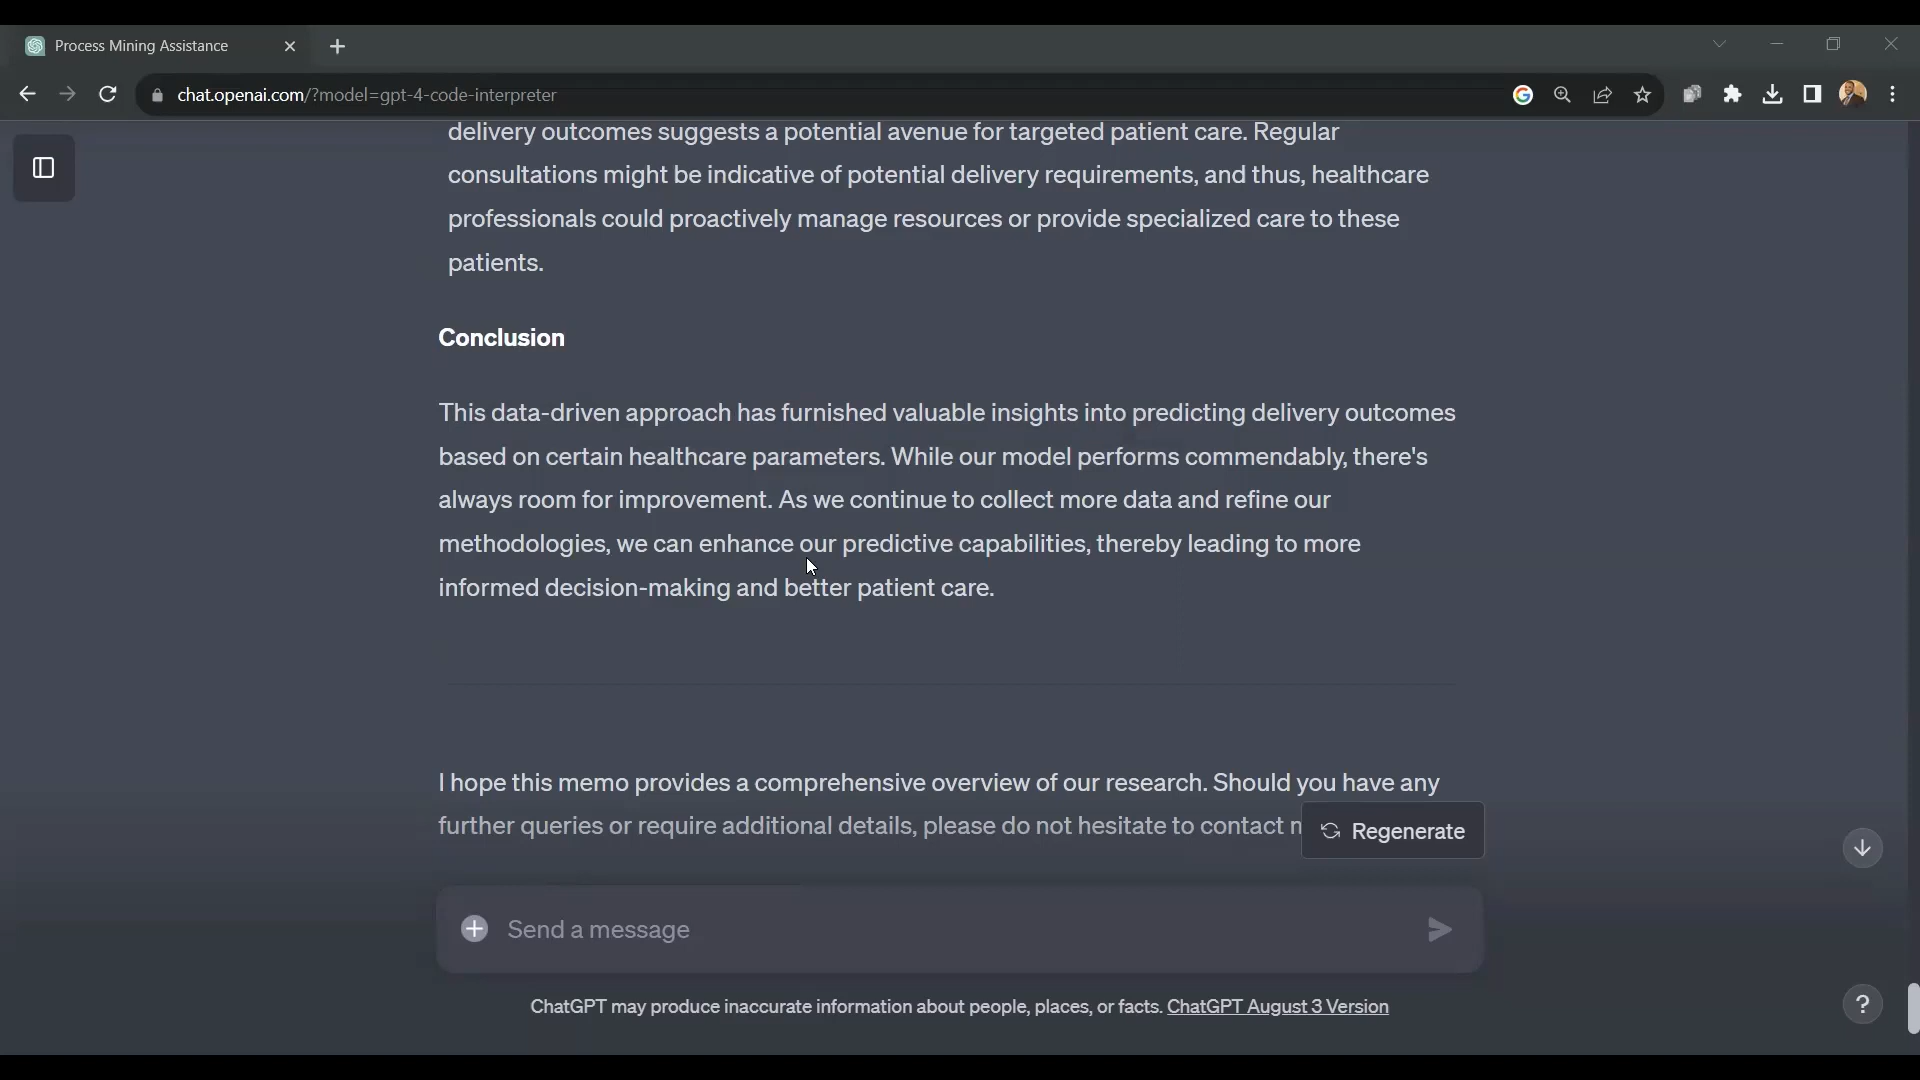 Process Mining Assistance
chat.openai.com/?model=gpt-4-code-interpreter
delivery outcomes suggests a potential avenue for targeted patient care. Regular
consultations might be indicative of potential delivery requirements, and thus, healthcare
professionals could proactively manage resources or provide specialized care to these
patients.
Conclusion
This data-driven approach has furnished valuable insights into predicting delivery outcomes
based on certain healthcare parameters. While our model performs commendably, there's
always room for improvement. As we continue to collect more data and refine our
methodologies, we can enhance our predictive capabilities, thereby leading to more
informed decision-making and better patient care.
I hope this memo provides a comprehensive overview of our research. Should you have any
further queries or require additional details, please do not hesitate to contact
Regenerate
Send a message
ChatGPT may produce inaccurate information about people, places, or facts. ChatGPT August 3 Version
?